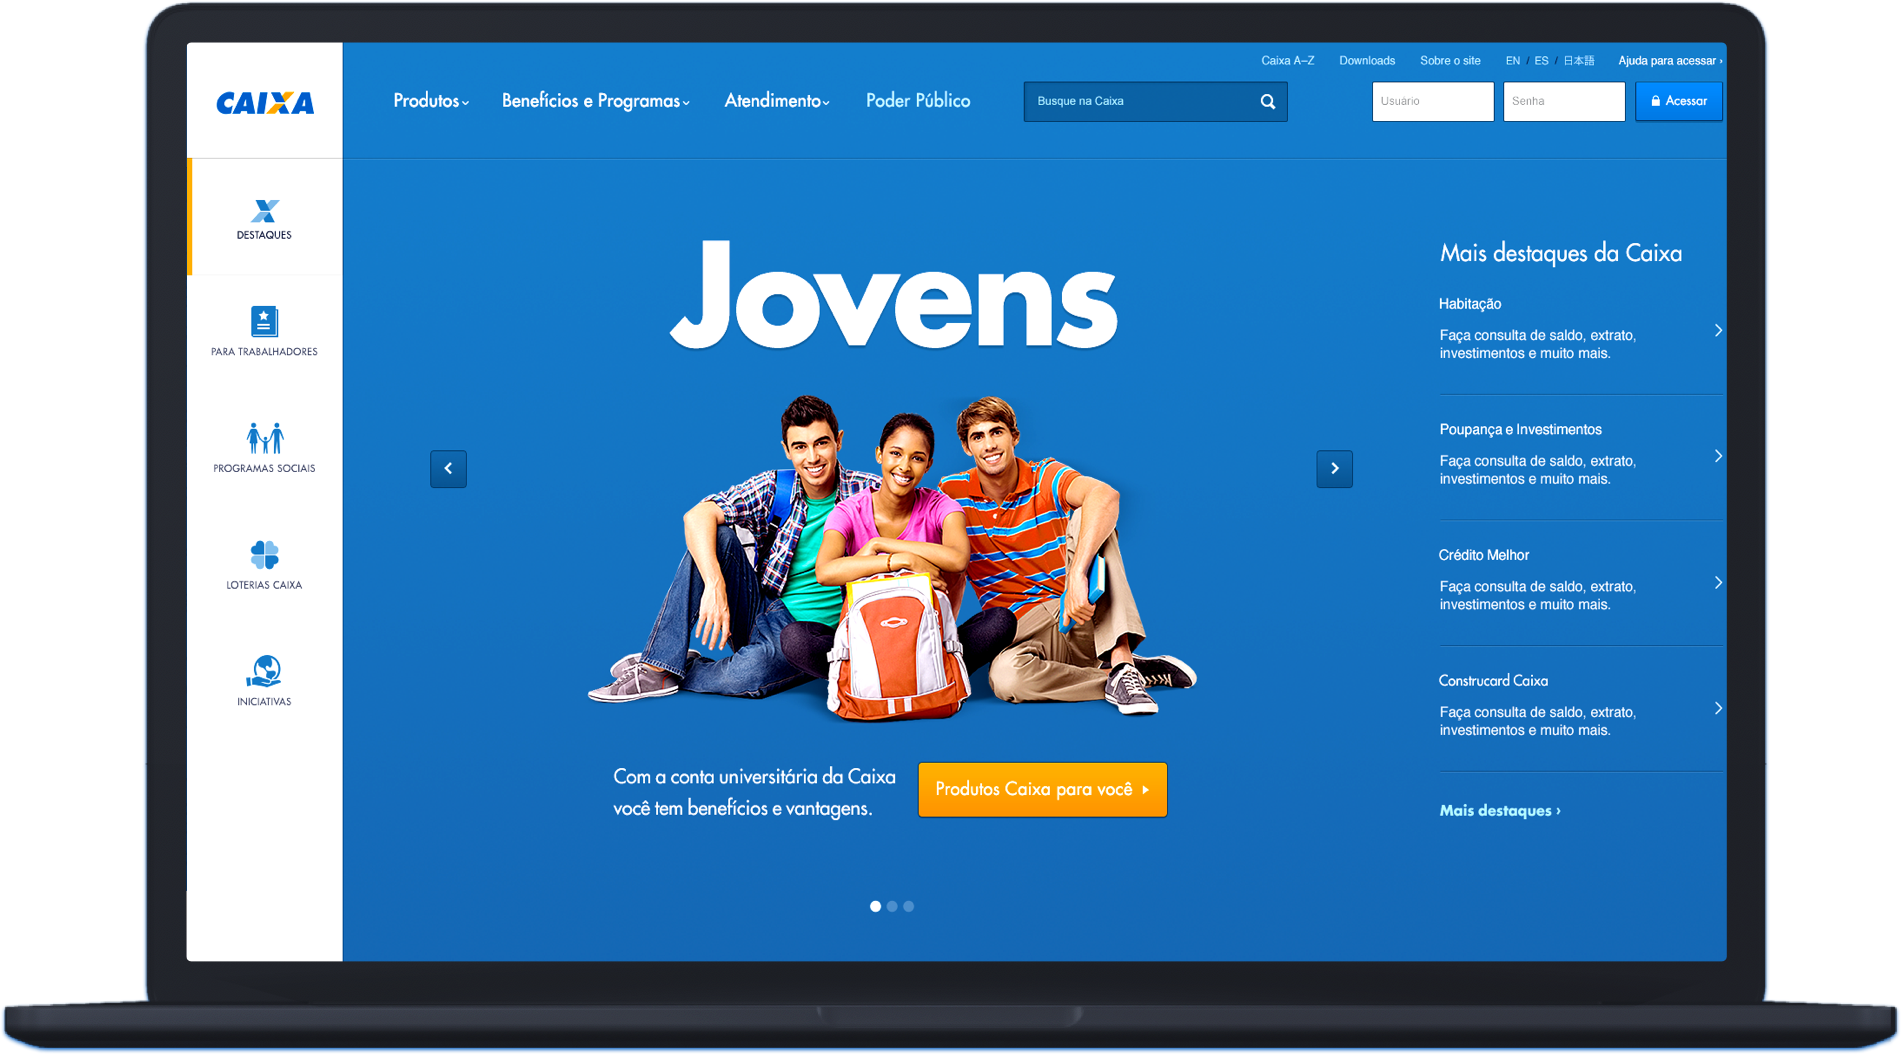 Caixa A–Z Downloads Sobre o site EN / ES / 日本語 Ajuda para acessar ›
CAIXA
Produtos Benefícios e Programas Atendimento Poder Público Busque na Caixa Usuário Senha Acessar
DESTAQUES
PARA TRABALHADORES
PROGRAMAS SOCIAIS
LOTERIAS CAIXA
INICIATIVAS
Jovens
Com a conta universitária da Caixa
você tem benefícios e vantagens.
Produtos Caixa para você
Mais destaques da Caixa
Habitação
Faça consulta de saldo, extrato,
investimentos e muito mais.
Poupança e Investimentos
Faça consulta de saldo, extrato,
investimentos e muito mais.
Crédito Melhor
Faça consulta de saldo, extrato,
investimentos e muito mais.
Construcard Caixa
Faça consulta de saldo, extrato,
investimentos e muito mais.
Mais destaques ›